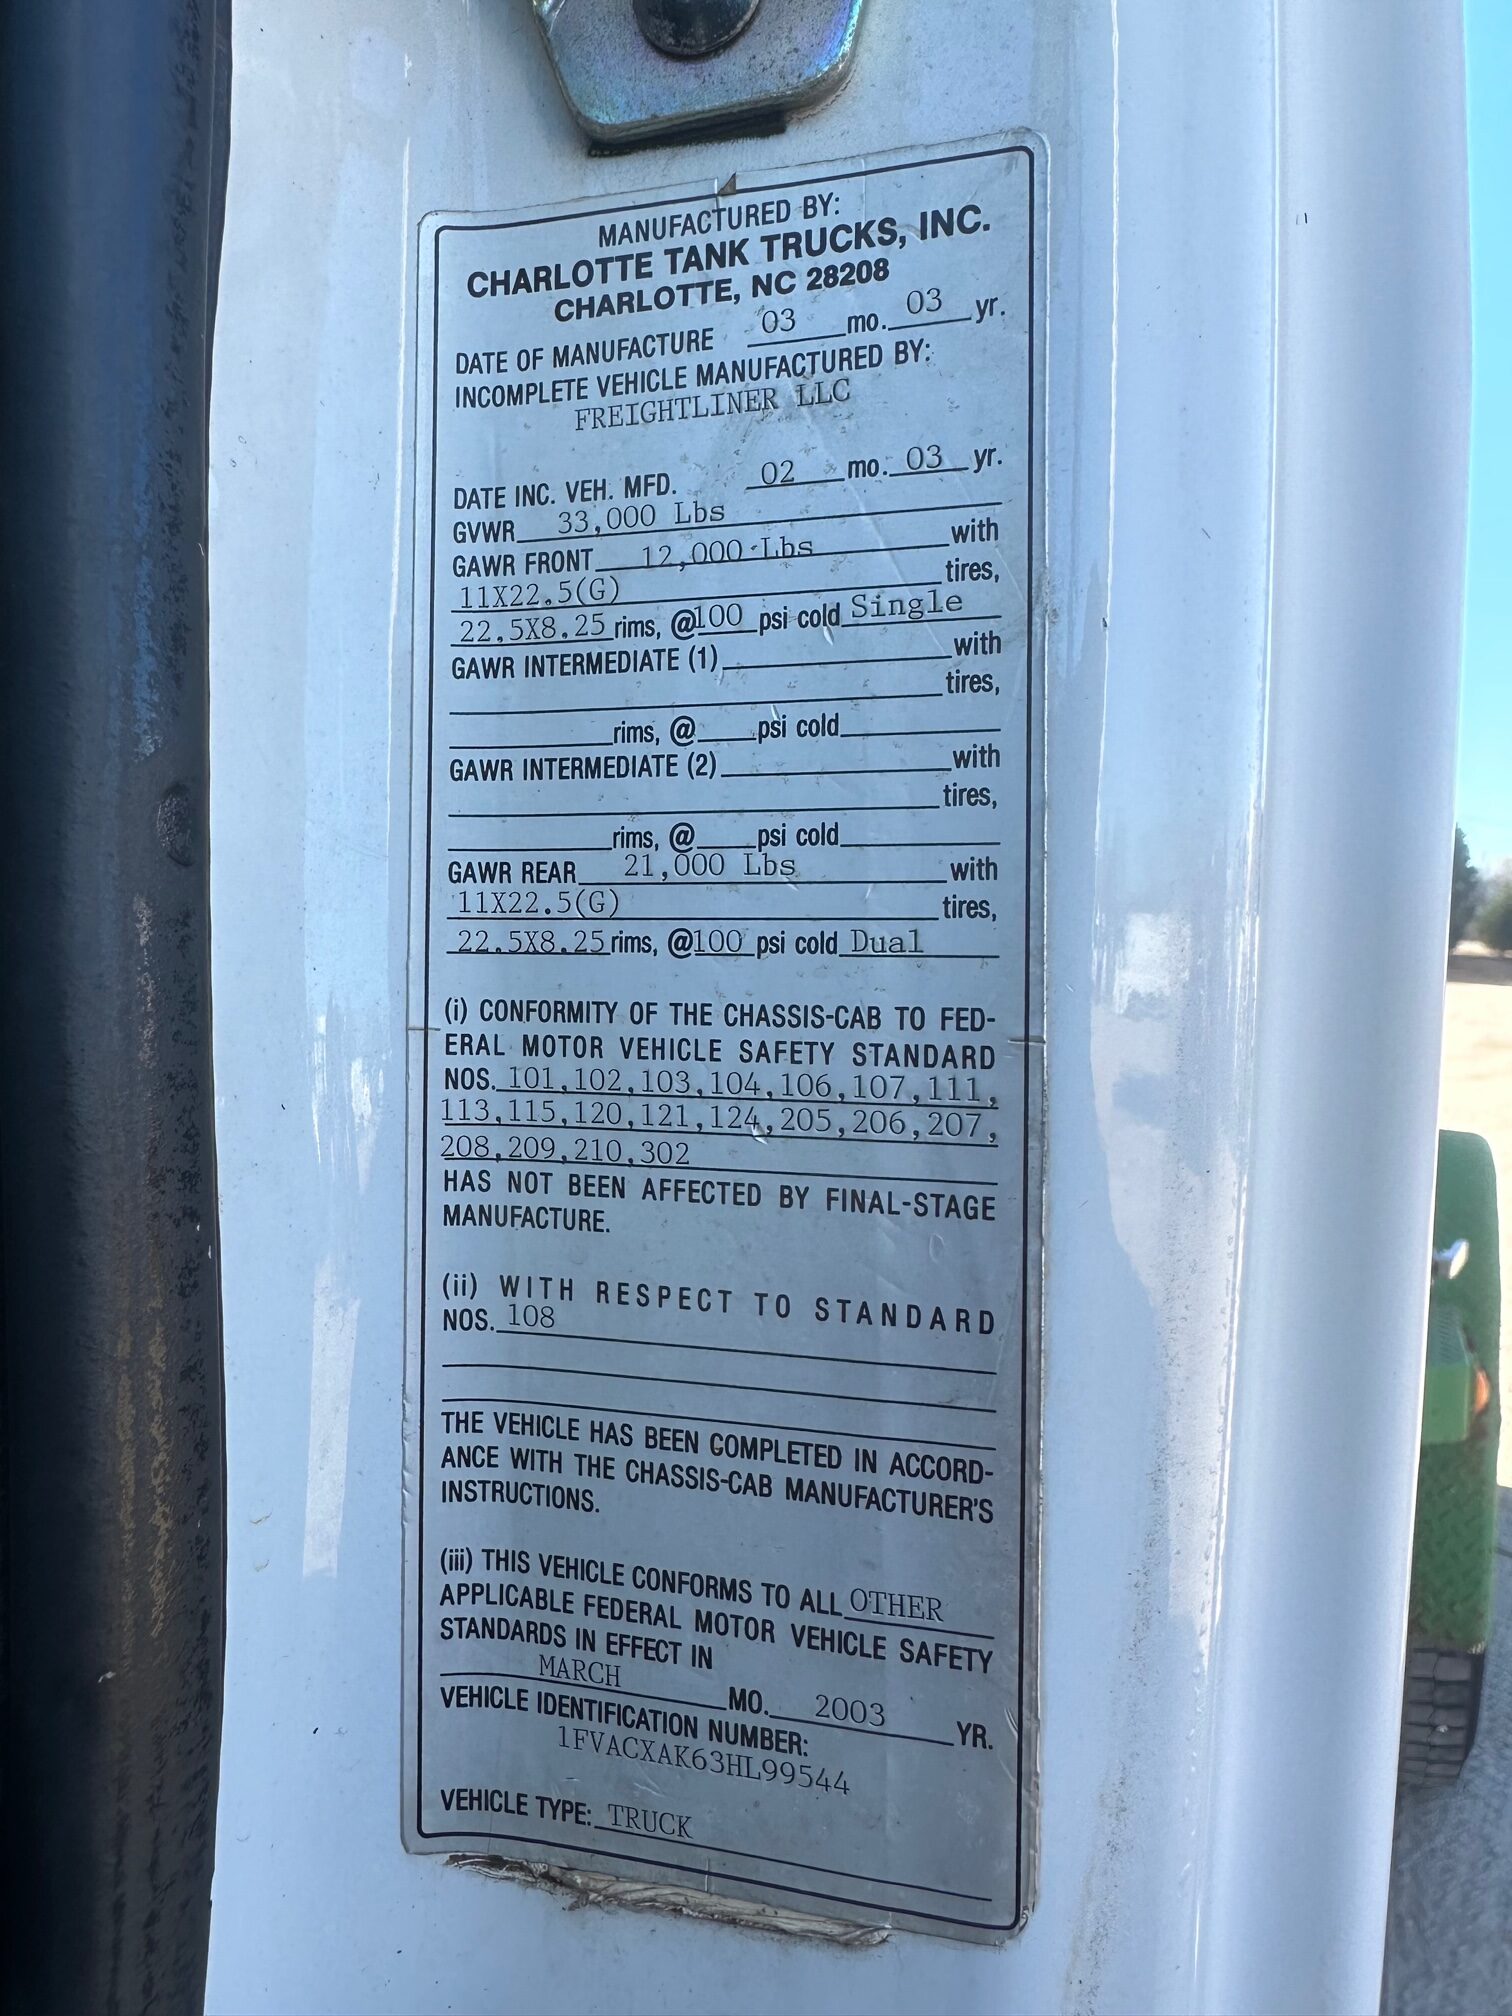 MANUFACTURED BY:
CHARLOTTE TANK TRUCKS, INC.
CHARLOTTE, NC 28208
DATE OF MANUFACTURE 03 mo. 03 yr.
INCOMPLETE VEHICLE MANUFACTURED BY:
FREIGHTLINER LLC
DATE INC. VEH. MFD. 02 mo. 03 yr.
GVWR 33,000 Lbs
GAWR FRONT 12,000 Lbs with
11X22.5(G) tires,
22.5X8.25 rims, @100 psi cold Single
GAWR INTERMEDIATE (1) with
tires,
rims, @ psi cold
GAWR INTERMEDIATE (2) with
tires,
rims, @ psi cold
GAWR REAR 21,000 Lbs with
11X22.5(G) tires,
22.5X8.25 rims, @100 psi cold Dual
(i) CONFORMITY OF THE CHASSIS-CAB TO FED-
ERAL MOTOR VEHICLE SAFETY STANDARD
NOS. 101,102,103,104,106,107,111,
113,115,120,121,124,205,206,207,
208,209,210,302
HAS NOT BEEN AFFECTED BY FINAL-STAGE
MANUFACTURE.
(ii) WITH RESPECT TO STANDARD
NOS. 108
THE VEHICLE HAS BEEN COMPLETED IN ACCORD-
ANCE WITH THE CHASSIS-CAB MANUFACTURER'S
INSTRUCTIONS.
(iii) THIS VEHICLE CONFORMS TO ALL OTHER
APPLICABLE FEDERAL MOTOR VEHICLE SAFETY
STANDARDS IN EFFECT IN
MARCH MO. 2003 YR.
VEHICLE IDENTIFICATION NUMBER:
1FVACXAK63HL99544
VEHICLE TYPE: TRUCK